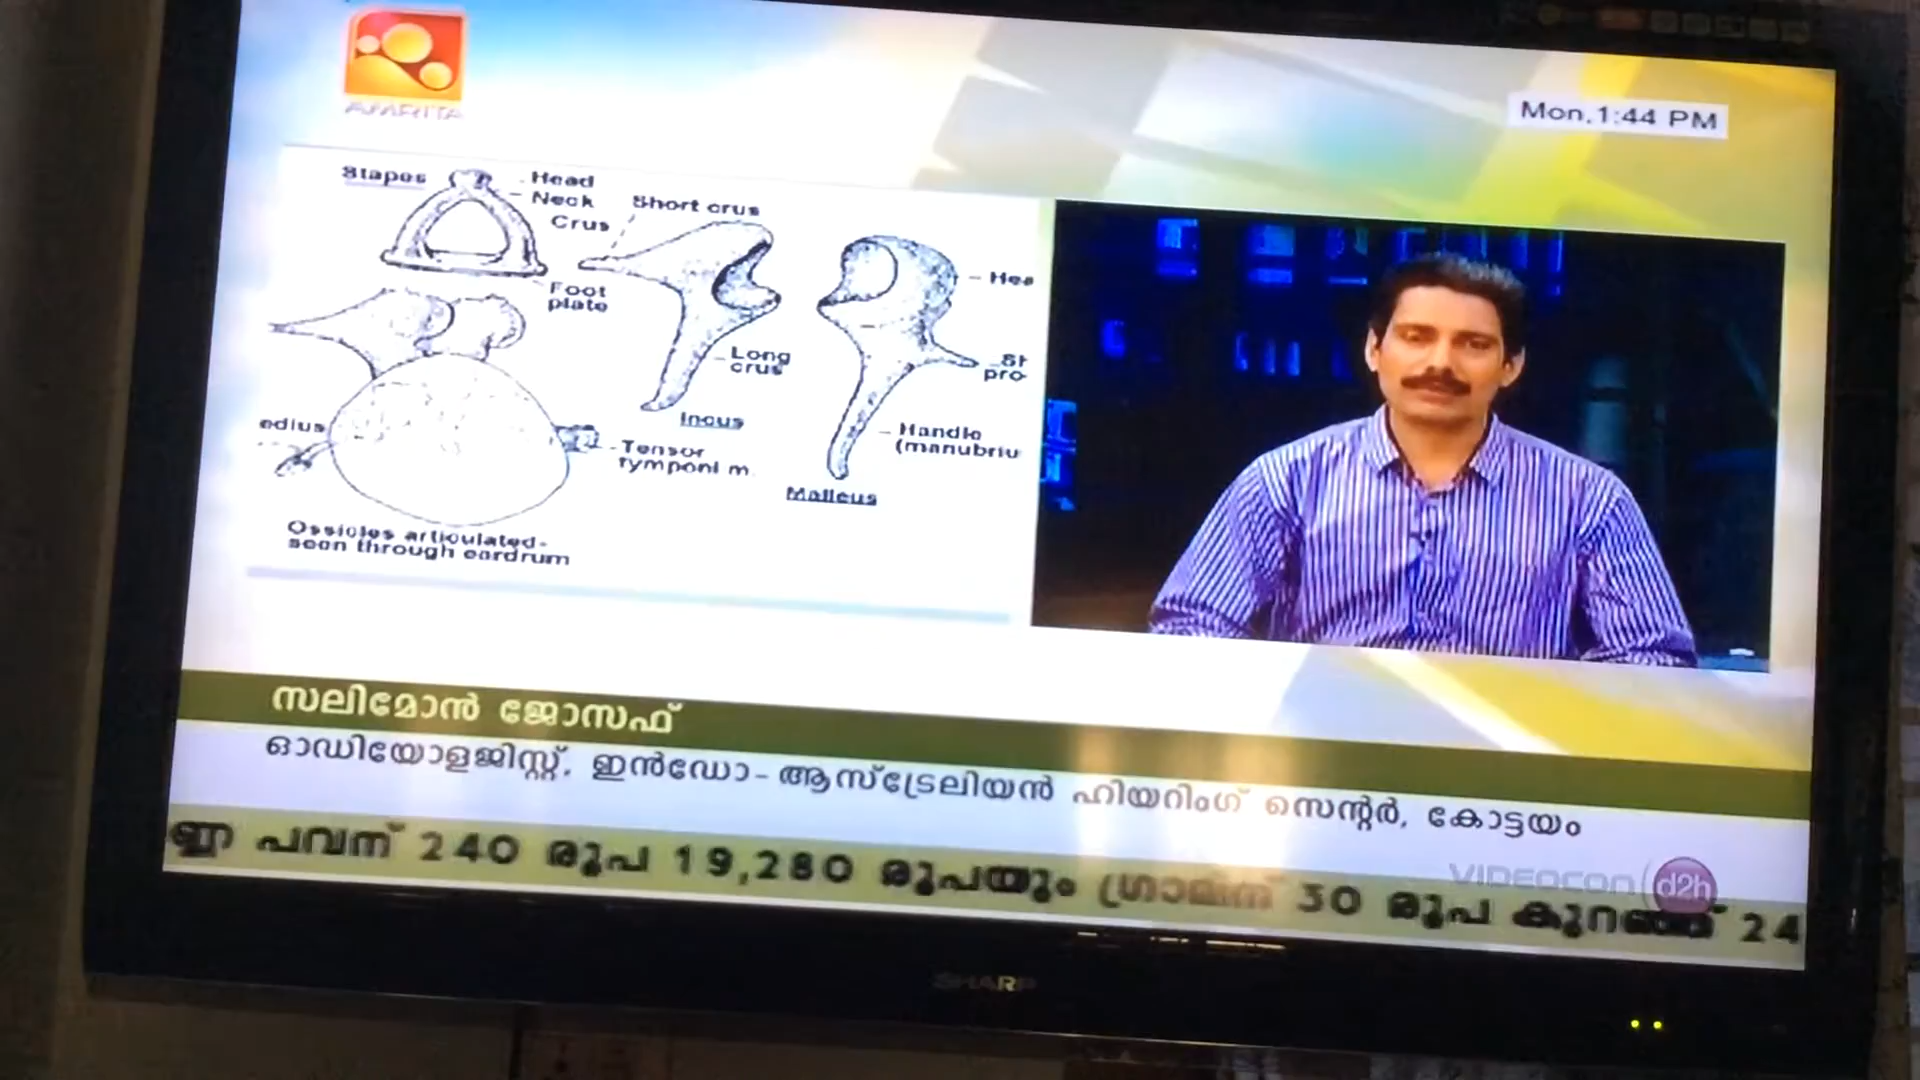 AMRITA
Mon,1:44 PM
Stapes
Head
Neck
Crus
Short crus
Foot
plate
Long
crus
Incus
Tensor
Tymponi m.
Handle
(manubriu
Malleus
Ossicles articulated-
seen through eardrum
സലിമോൻ ജോസഫ്
ഓഡിയോളജിസ്റ്റ്, ഇൻഡോ-ആസ്ട്രേലിയൻ ഹിയറിംഗ് സെന്റർ, കോട്ടയം
പവന് 240 രൂപ 19,280 രൂപയും ഗ്രാമിന് 30 രൂപ കുറഞ്ഞ് 24
VIDEOCON d2h
SHARP